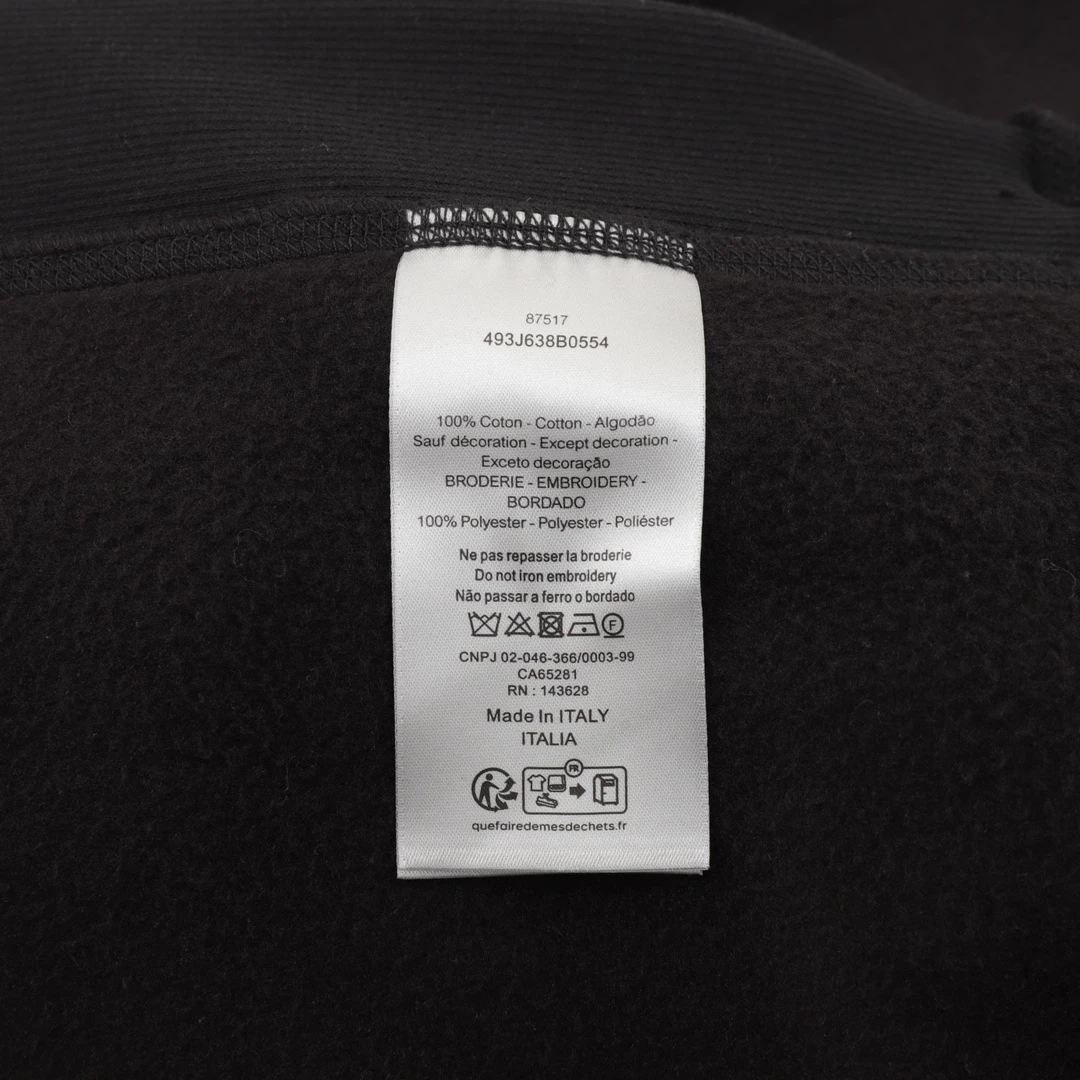 87517
493J638B0554
100% Coton - Cotton - Algodão
Sauf décoration - Except decoration -
Exceto decoração
BRODERIE - EMBROIDERY -
BORDADO
100% Polyester - Polyester - Poliéster
Ne pas repasser la broderie
Do not iron embroidery
Não passar a ferro o bordado
F
CNPJ 02-046-366/0003-99
CA65281
RN : 143628
Made In ITALY
ITALIA
FR
quefairedemesdechets.fr